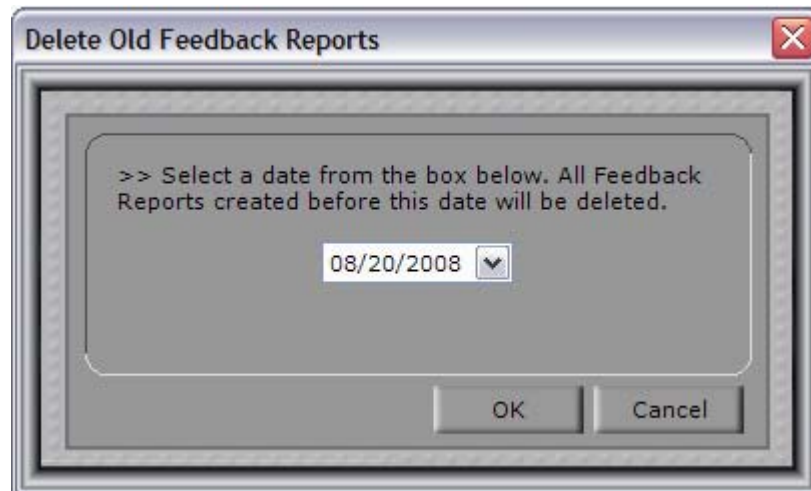 Delete Old Feedback Reports
>> Select a date from the box below. All Feedback
Reports created before this date will be deleted.
08/20/2008
OK
Cancel